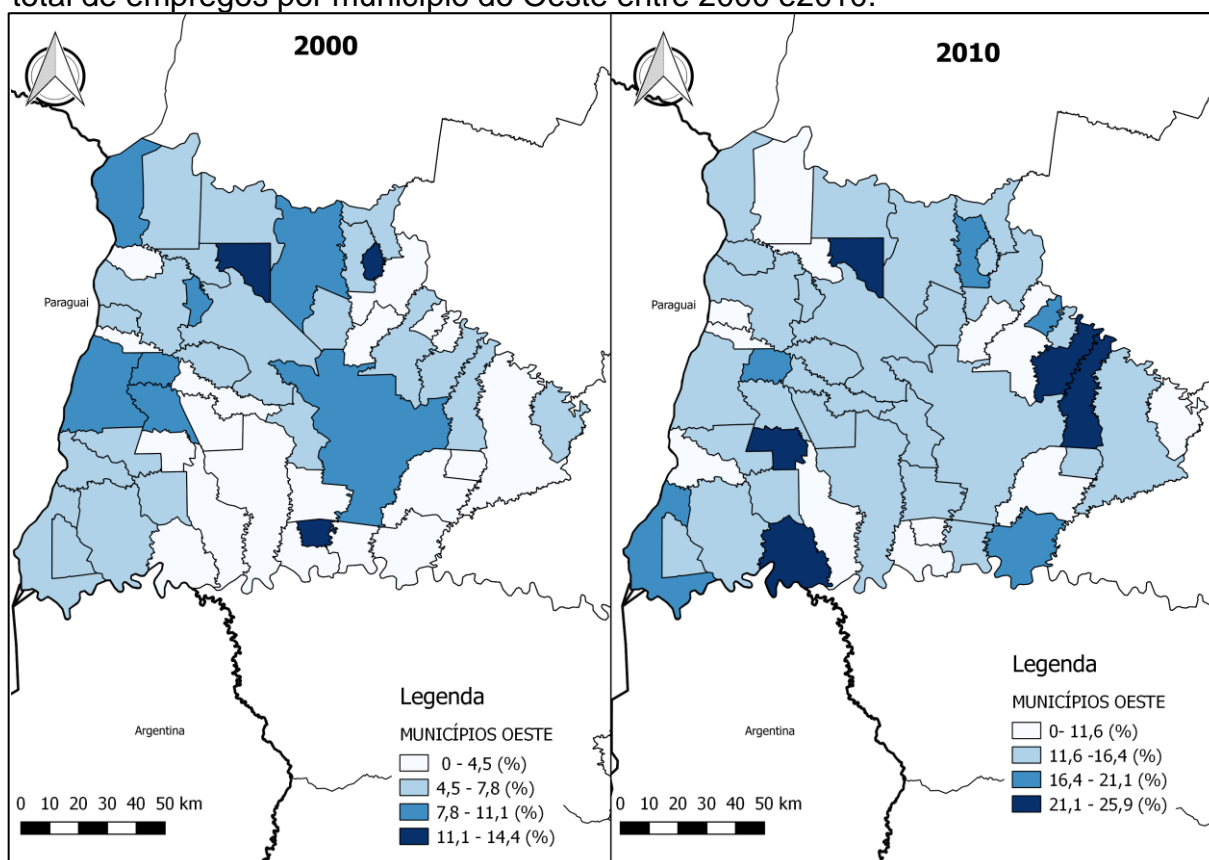 total de empregos por município do Oeste entre 2000 e2010.
2000
Paraguai
Argentina
Legenda
MUNICÍPIOS OESTE
0 - 4,5 (%)
4,5 - 7,8 (%)
7,8 - 11,1 (%)
11,1 - 14,4 (%)
0 10 20 30 40 50 km
2010
Paraguai
Argentina
Legenda
MUNICÍPIOS OESTE
0- 11,6 (%)
11,6 -16,4 (%)
16,4 - 21,1 (%)
21,1 - 25,9 (%)
0 10 20 30 40 50 km